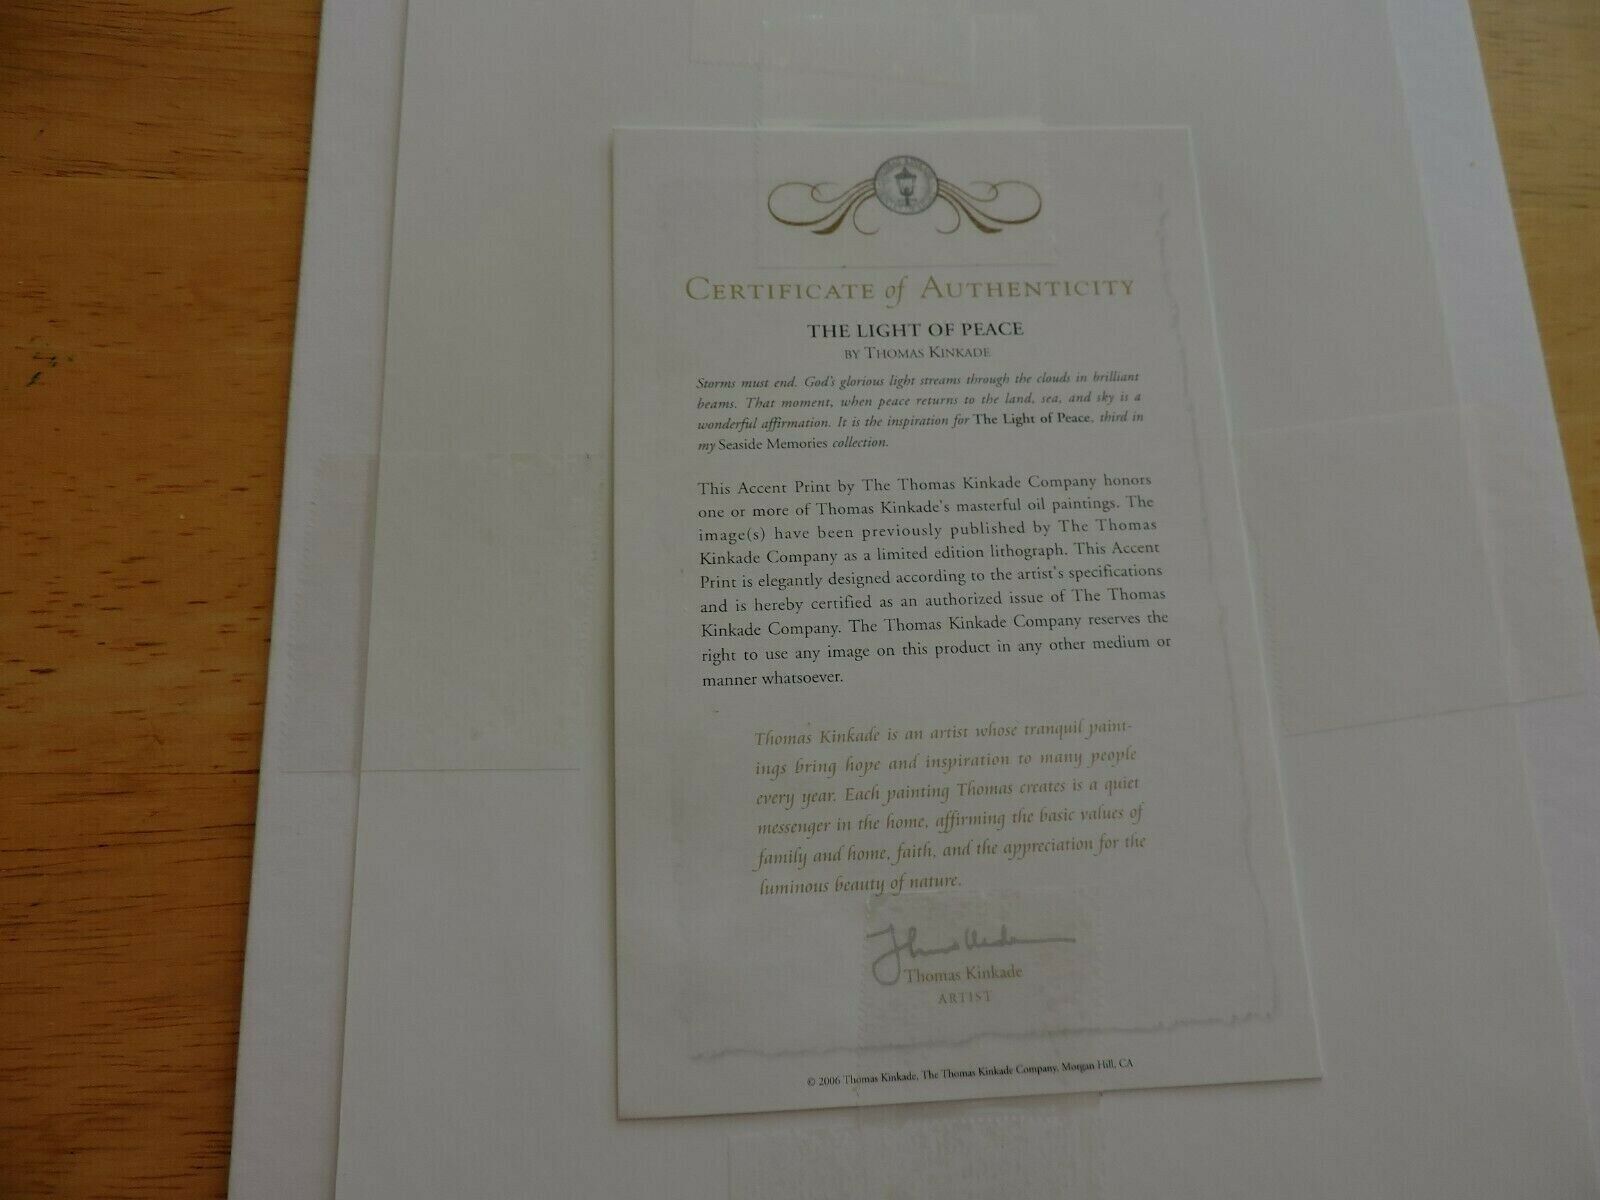 CERTIFICATE of AUTHENTICITY
THE LIGHT OF PEACE
BY THOMAS KINKADE
Storms must end. God's glorious light streams through the clouds in brilliant
beams. That moment, when peace returns to the land, sea, and sky is a
wonderful affirmation. It is the inspiration for The Light of Peace, third in
my Seaside Memories collection.
This Accent Print by The Thomas Kinkade Company honors
one or more of Thomas Kinkade's masterful oil paintings. The
image(s) have been previously published by The Thomas
Kinkade Company as a limited edition lithograph. This Accent
Print is elegantly designed according to the artist's specifications
and is hereby certified as an authorized issue of The Thomas
Kinkade Company. The Thomas Kinkade Company reserves the
right to use any image on this product in any other medium or
manner whatsoever.
Thomas Kinkade is an artist whose tranquil paint-
ings bring hope and inspiration to many people
every year. Each painting Thomas creates is a quiet
messenger in the home, affirming the basic values of
family and home, faith, and the appreciation for the
luminous beauty of nature.
Thomas Kinkade
ARTIST
© 2006 Thomas Kinkade, The Thomas Kinkade Company, Morgan Hill, CA